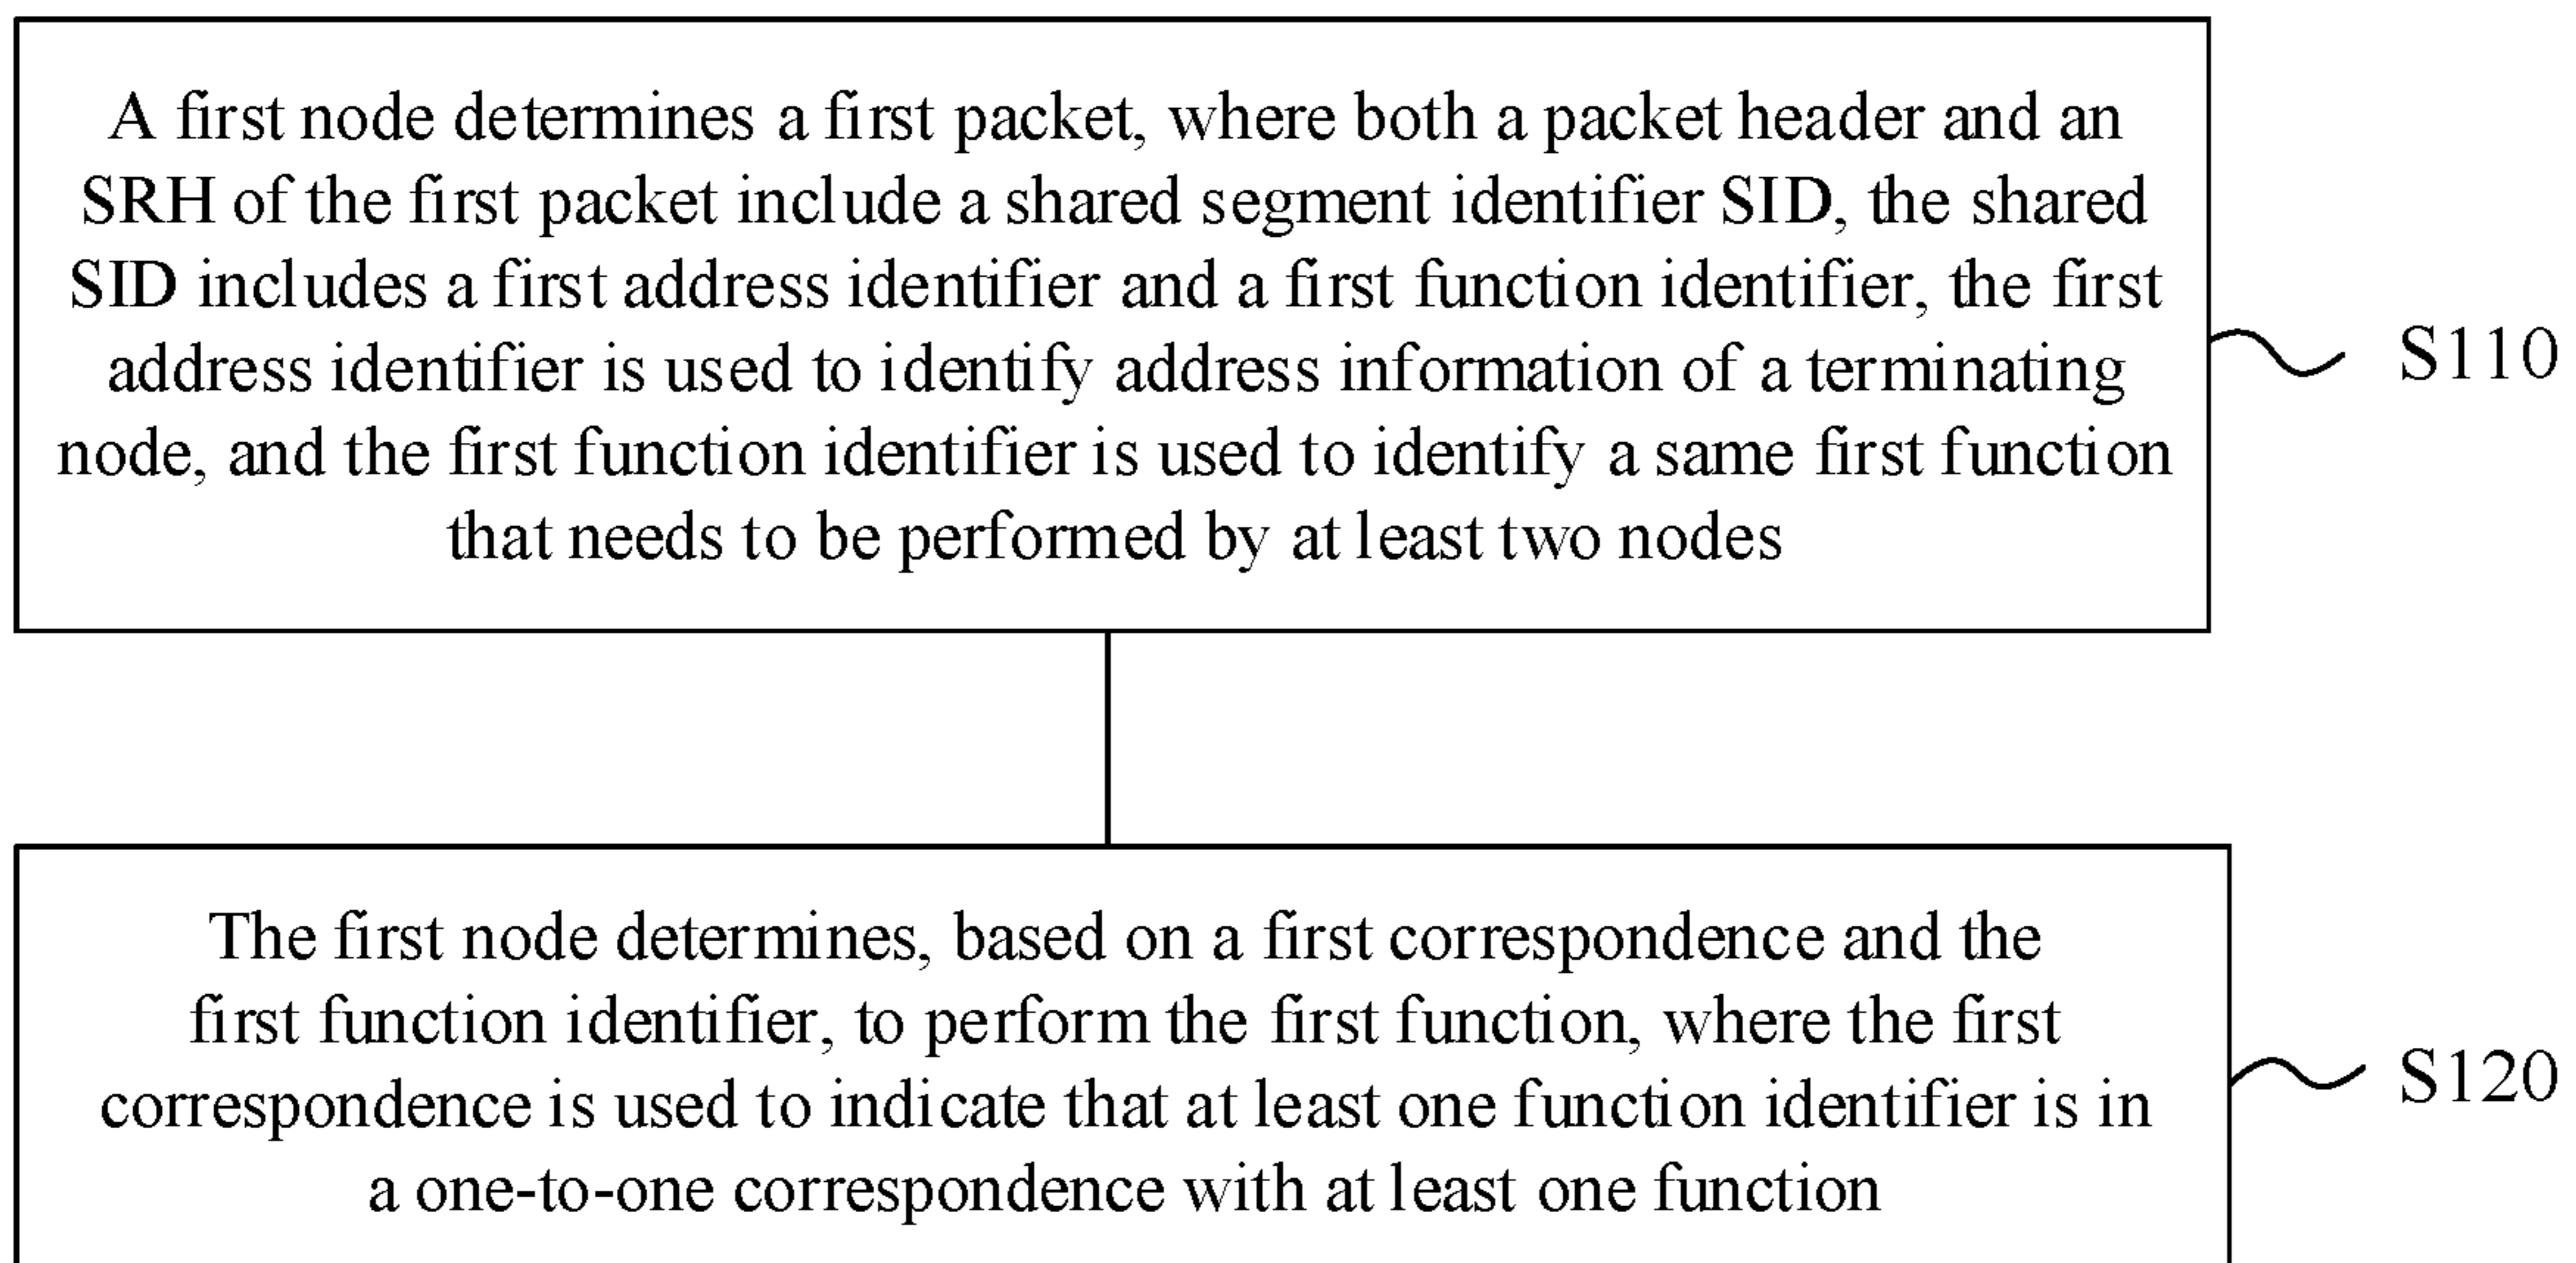 A first node determines a first packet, where both a packet header and an
SRH of the first packet include a shared segment identifier SID, the shared
SID includes a first address identifier and a first function identifier, the first
address identifier is used to identify address information of a terminating
node, and the first function identifier is used to identify a same first function
that needs to be performed by at least two nodes
S110
The first node determines, based on a first correspondence and the
first function identifier, to perform the first function, where the first
correspondence is used to indicate that at least one function identifier is in
a one-to-one correspondence with at least one function
S120